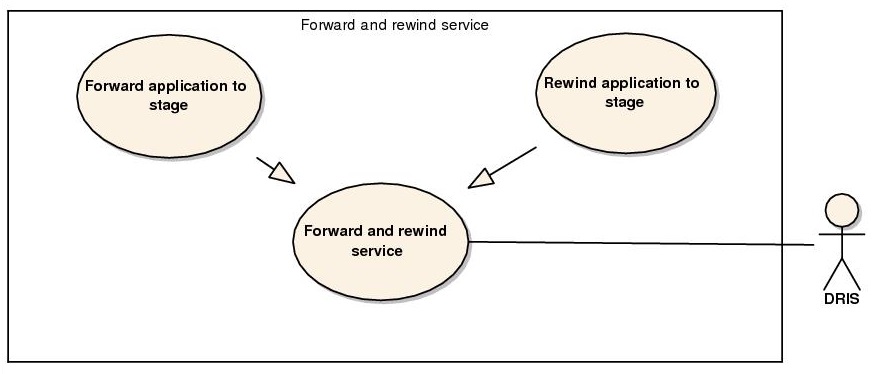 Forward and rewind service
Forward application to
stage
Rewind application to
stage
Forward and rewind
service
DRIS